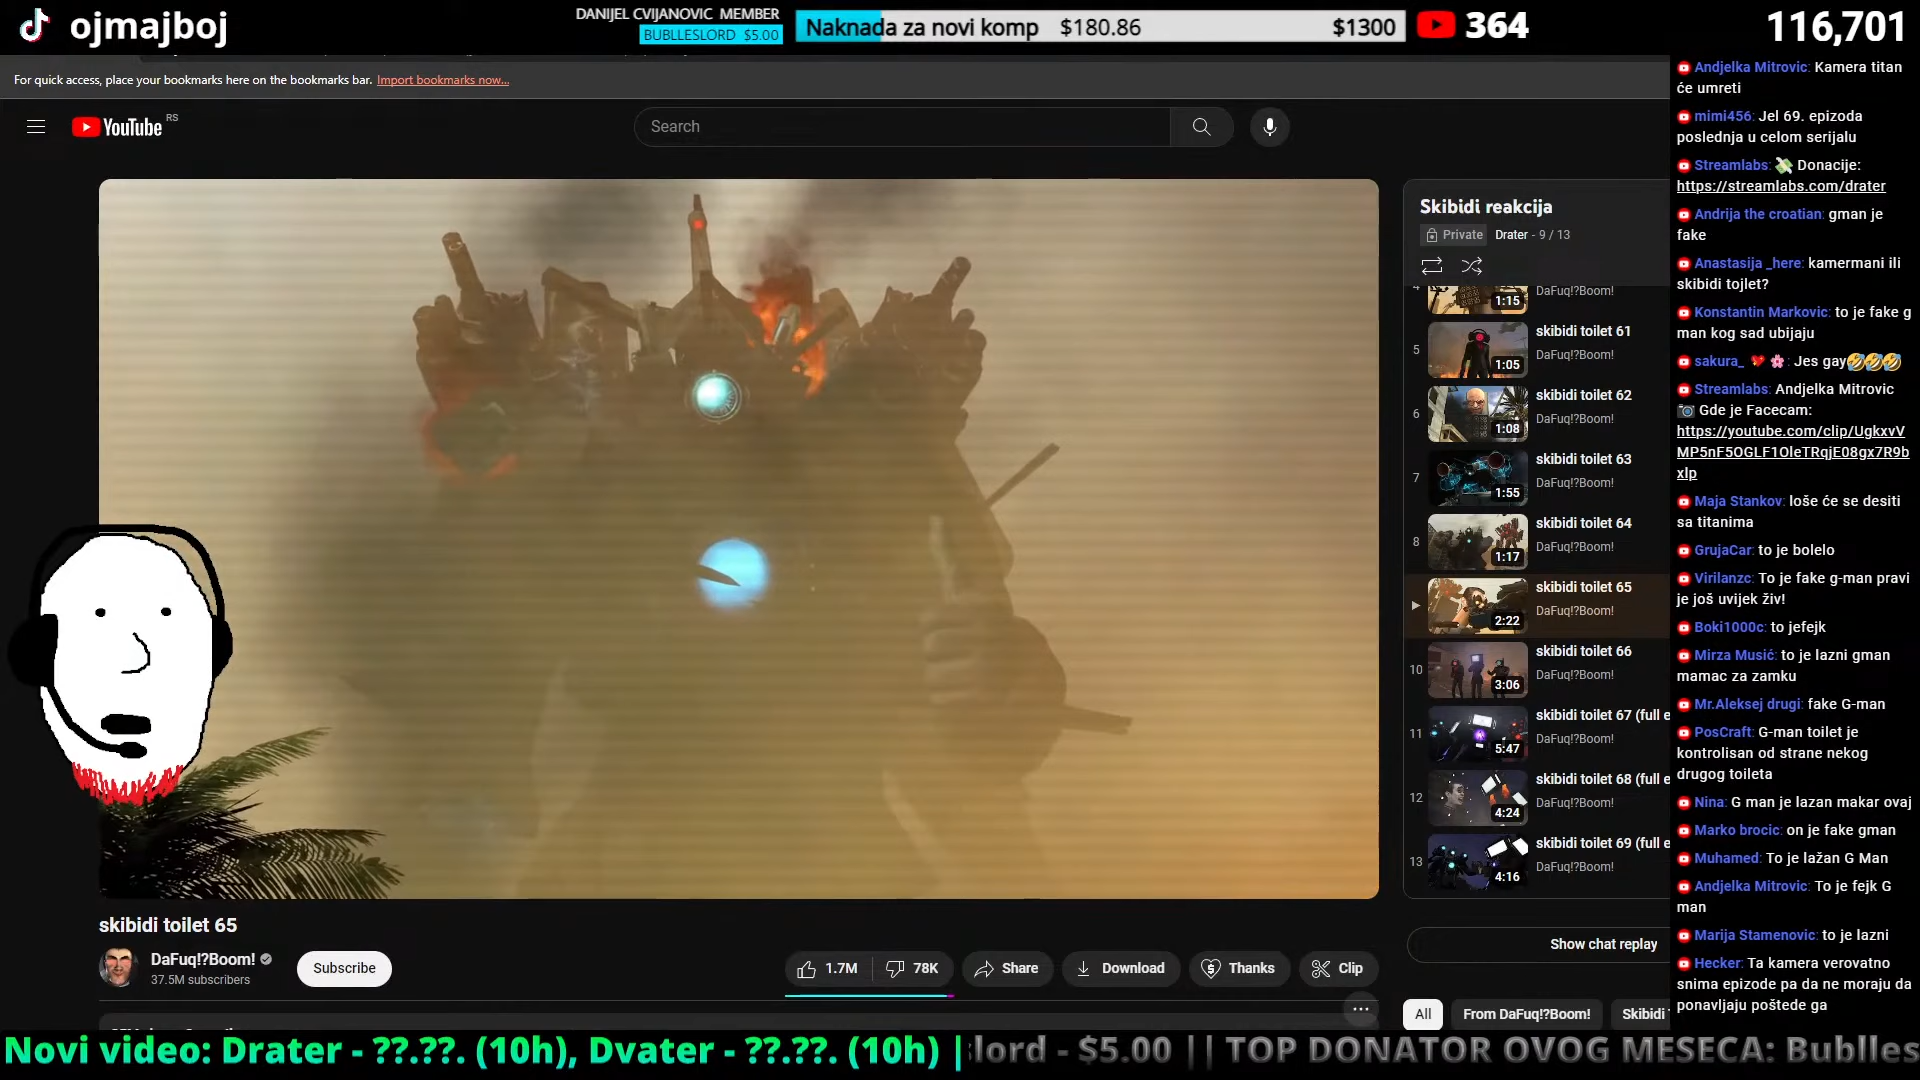 ojmajboj
DANIJEL CVIJANOVIC MEMBER
BUBLLESLORD $5.00
Naknada za novi komp $180.86 $1300
364
116,701
For quick access, place your bookmarks here on the bookmarks bar. Import bookmarks now...
YouTube RS
Search
Skibidi reakcija
Private Drater - 9 / 13
4
1:15
DaFuq!?Boom!
5
1:05
skibidi toilet 61
DaFuq!?Boom!
6
1:08
skibidi toilet 62
DaFuq!?Boom!
7
1:55
skibidi toilet 63
DaFuq!?Boom!
8
1:17
skibidi toilet 64
DaFuq!?Boom!
2:22
skibidi toilet 65
DaFuq!?Boom!
10
3:06
skibidi toilet 66
DaFuq!?Boom!
11
5:47
skibidi toilet 67 (full e
DaFuq!?Boom!
12
4:24
skibidi toilet 68 (full e
DaFuq!?Boom!
13
4:16
skibidi toilet 69 (full e
DaFuq!?Boom!
Show chat replay
All From DaFuq!?Boom! Skibidi
skibidi toilet 65
DaFuq!?Boom!
37.5M subscribers
Subscribe
1.7M 78K Share Download Thanks Clip
Andjelka Mitrovic: Kamera titan
će umreti
mimi456: Jel 69. epizoda
poslednja u celom serijalu
Streamlabs: 💸 Donacije:
https://streamlabs.com/drater
Andrija the croatian: gman je
fake
Anastasija _here: kamermani ili
skibidi tojlet?
Konstantin Markovic: to je fake g
man kog sad ubijaju
sakura_ 💖 🌸: Jes gay🤣🤣🤣
Streamlabs: Andjelka Mitrovic
📷 Gde je Facecam:
https://youtube.com/clip/UgkxvV
MP5nF5OGLF1OleTRqjE08gx7R9b
xlp
Maja Stankov: loše će se desiti
sa titanima
GrujaCar: to je bolelo
Virilanzc: To je fake g-man pravi
je još uvijek živ!
Boki1000c: to jefejk
Mirza Musić: to je lazni gman
mamac za zamku
Mr.Aleksej drugi: fake G-man
PosCraft: G-man toilet je
kontrolisan od strane nekog
drugog toileta
Nina: G man je lazan makar ovaj
Marko brocic: on je fake gman
Muhamed: To je lažan G Man
Andjelka Mitrovic: To je fejk G
man
Marija Stamenovic: to je lazni
Hecker: Ta kamera verovatno
snima epizode pa da ne moraju da
ponavljaju poštede ga
Novi video: Drater - ??.??. (10h), Dvater - ??.??. (10h) | lord - $5.00 || TOP DONATOR OVOG MESECA: Bublles